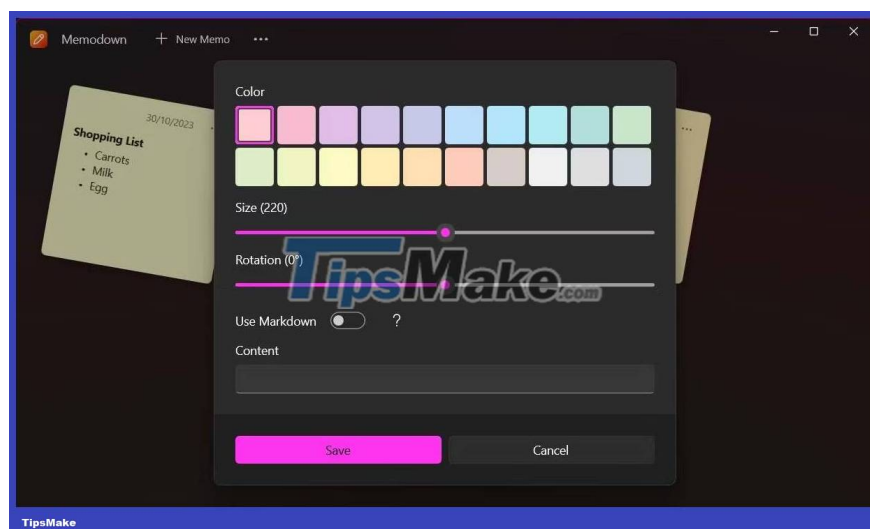 Memodown
+ New Memo
...
30/10/2023
Shopping List
• Carrots
• Milk
• Egg
Color
Size (220)
Rotation (0°)
TipsMake.com
Use Markdown
?
Content
Save
Cancel
TipsMake